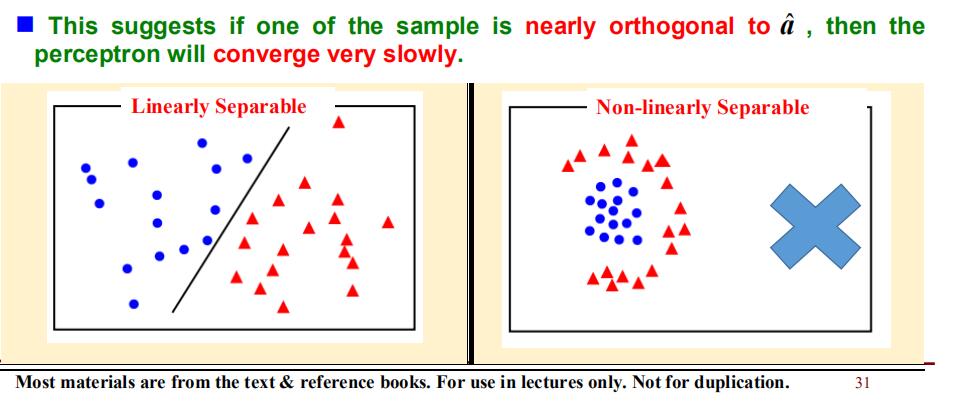 This suggests if one of the sample is nearly orthogonal to â , then the
perceptron will converge very slowly.
Linearly Separable
Non-linearly Separable
Most materials are from the text & reference books. For use in lectures only. Not for duplication.
31